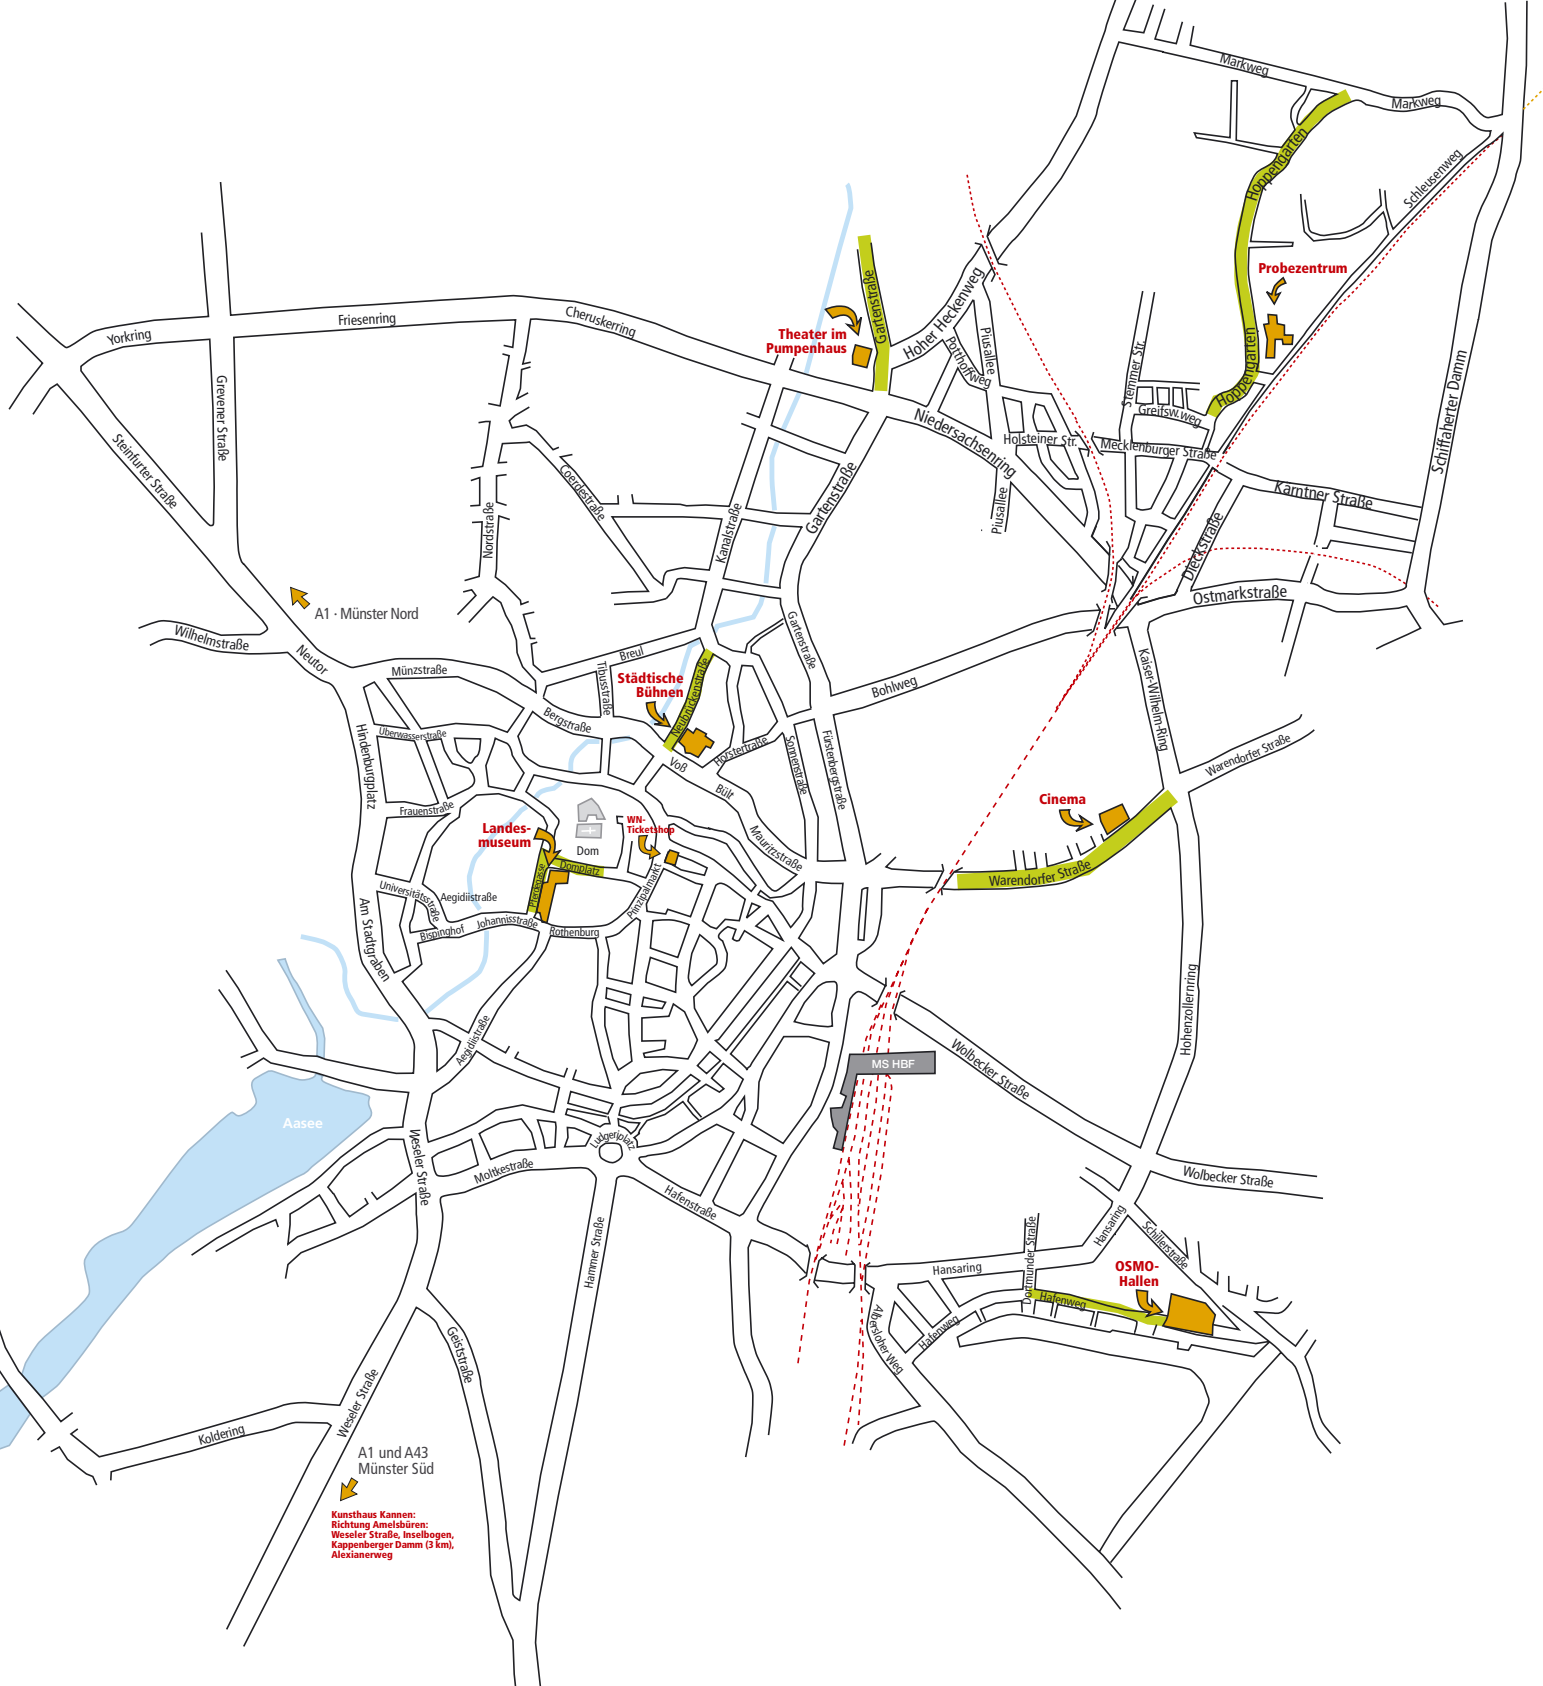 Markweg
Markweg
Hoppengarten
Schleusenweg
Probezentrum
Hoppengarten
Schiffaherter Damm
Gartenstraße
Hoher Heckenweg
Theater im
Pumpenhaus
Piusallee
Porthoffweg
Stemmer Str.
Greifsw.weg
Yorkring
Friesenring
Cheruskerring
Niedersachsenring
Holsteiner Str.
Mecklenburger Straße
Grevener Straße
Steinfurter Straße
Coerdestraße
Nordstraße
Kanalstraße
Gartenstraße
Piusallee
Kärntner Straße
Dieckstraße
Ostmarkstraße
A1 · Münster Nord
Wilhelmstraße
Neutor
Münzstraße
Breul
Tibusstraße
Gartenstraße
Bohlweg
Kaiser-Wilhelm-Ring
Städtische
Bühnen
Neubrückenstraße
Bergstraße
Überwasserstraße
Hindenburgplatz
Voß
Horstertraße
Sonnenstraße
Fürstenbergstraße
Bült
Warendorfer Straße
Frauenstraße
Cinema
Landes-
museum
WN-
Ticketshop
Mauritzstraße
Dom
Domplatz
Pferdegasse
Prinzipalmarkt
Warendorfer Straße
Universitätsstraße
Aegidiistraße
Am Stadtgraben
Bispinghof
Johannisstraße
Rothenburg
Hohenzollernring
Aegidiistraße
MS HBF
Wolbecker Straße
Aasee
Weseler Straße
Ludgeriplatz
Moltkestraße
Hafenstraße
Wolbecker Straße
Hammer Straße
Hansaring
Schillerstraße
Dortmunder Straße
Hansaring
OSMO-
Hallen
Hafenweg
Albersloher Weg
Hafenweg
Geiststraße
Weseler Straße
Koldering
A1 und A43
Münster Süd
Kunsthaus Kannen:
Richtung Amelsbüren:
Weseler Straße, Inselbogen,
Kappenberger Damm (3 km),
Alexianerweg